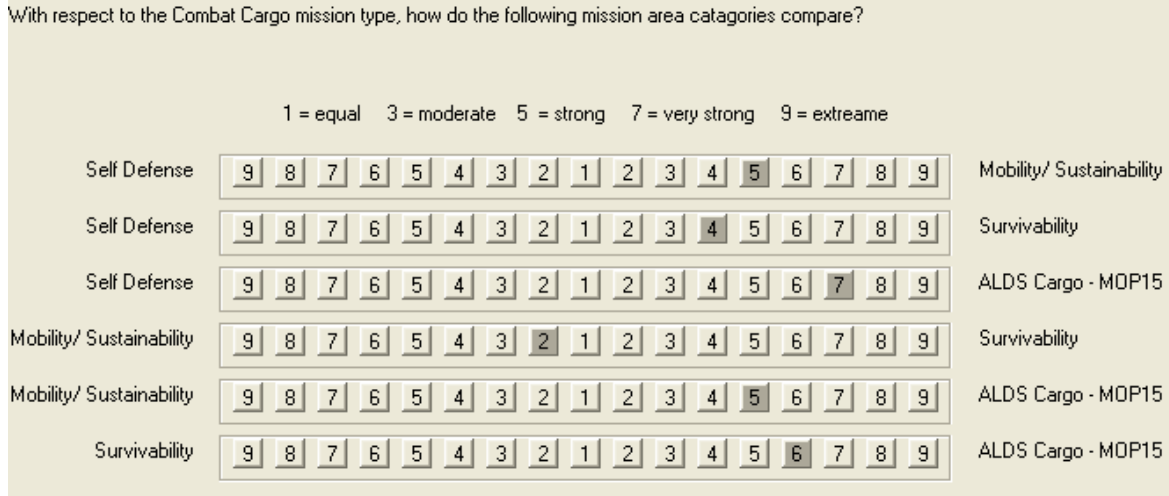 With respect to the Combat Cargo mission type, how do the following mission area catagories compare?
1 = equal 3 = moderate 5 = strong 7 = very strong 9 = extreame
Self Defense 9 8 7 6 5 4 3 2 1 2 3 4 5 6 7 8 9 Mobility/ Sustainability
Self Defense 9 8 7 6 5 4 3 2 1 2 3 4 5 6 7 8 9 Survivability
Self Defense 9 8 7 6 5 4 3 2 1 2 3 4 5 6 7 8 9 ALDS Cargo - MOP15
Mobility/ Sustainability 9 8 7 6 5 4 3 2 1 2 3 4 5 6 7 8 9 Survivability
Mobility/ Sustainability 9 8 7 6 5 4 3 2 1 2 3 4 5 6 7 8 9 ALDS Cargo - MOP15
Survivability 9 8 7 6 5 4 3 2 1 2 3 4 5 6 7 8 9 ALDS Cargo - MOP15